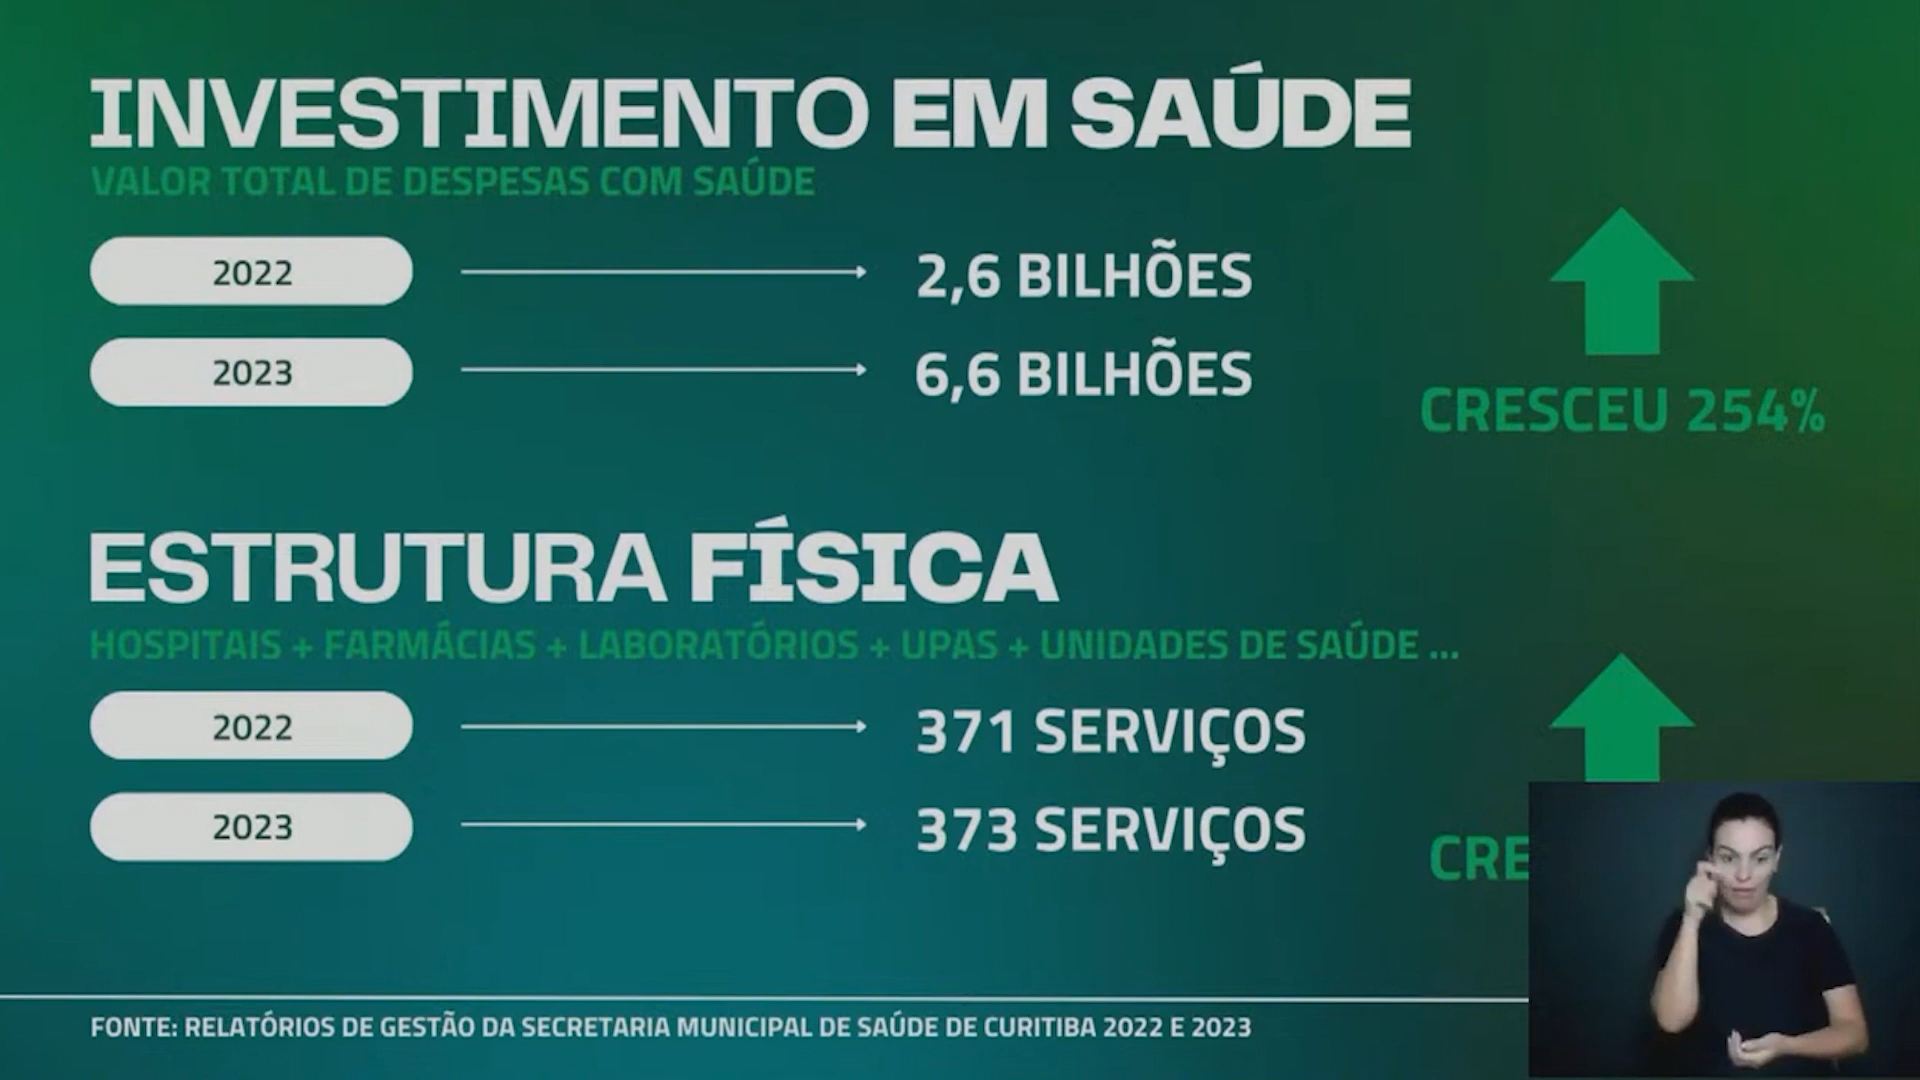 INVESTIMENTO EM SAÚDE
VALOR TOTAL DE DESPESAS COM SAÚDE
2022
2,6 BILHÕES
2023
6,6 BILHÕES
CRESCEU 254%
ESTRUTURA FÍSICA
HOSPITAIS + FARMÁCIAS + LABORATÓRIOS + UPAS + UNIDADES DE SAÚDE ...
2022
371 SERVIÇOS
2023
373 SERVIÇOS
CRE
FONTE: RELATÓRIOS DE GESTÃO DA SECRETARIA MUNICIPAL DE SAÚDE DE CURITIBA 2022 E 2023